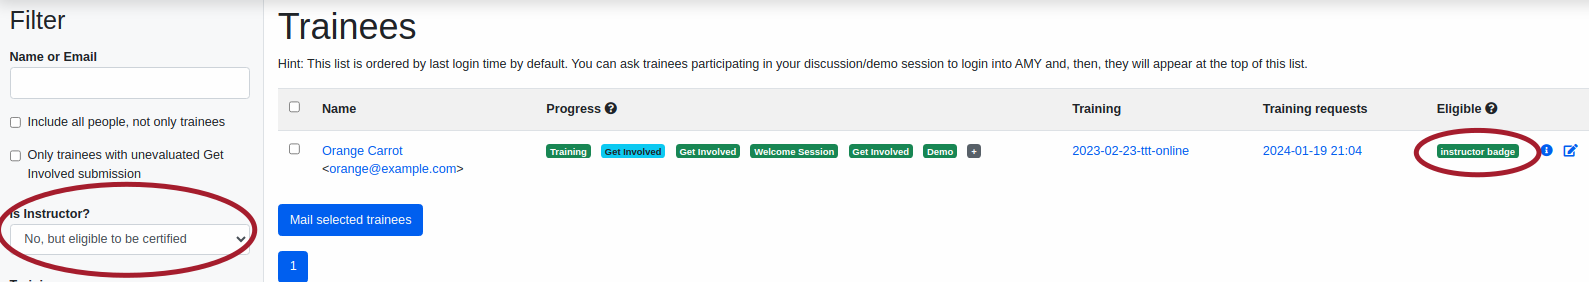 Filter
Name or Email
Include all people, not only trainees
Only trainees with unevaluated Get
Involved submission
Is Instructor?
No, but eligible to be certified
Trainees
Hint: This list is ordered by last login time by default. You can ask trainees participating in your discussion/demo session to login into AMY and, then, they will appear at the top of this list.
Name Progress Training Training requests Eligible
Orange Carrot Training Get Involved Get Involved Welcome Session Get Involved Demo + 2023-02-23-ttt-online 2024-01-19 21:04 instructor badge
<orange@example.com>
Mail selected trainees
1